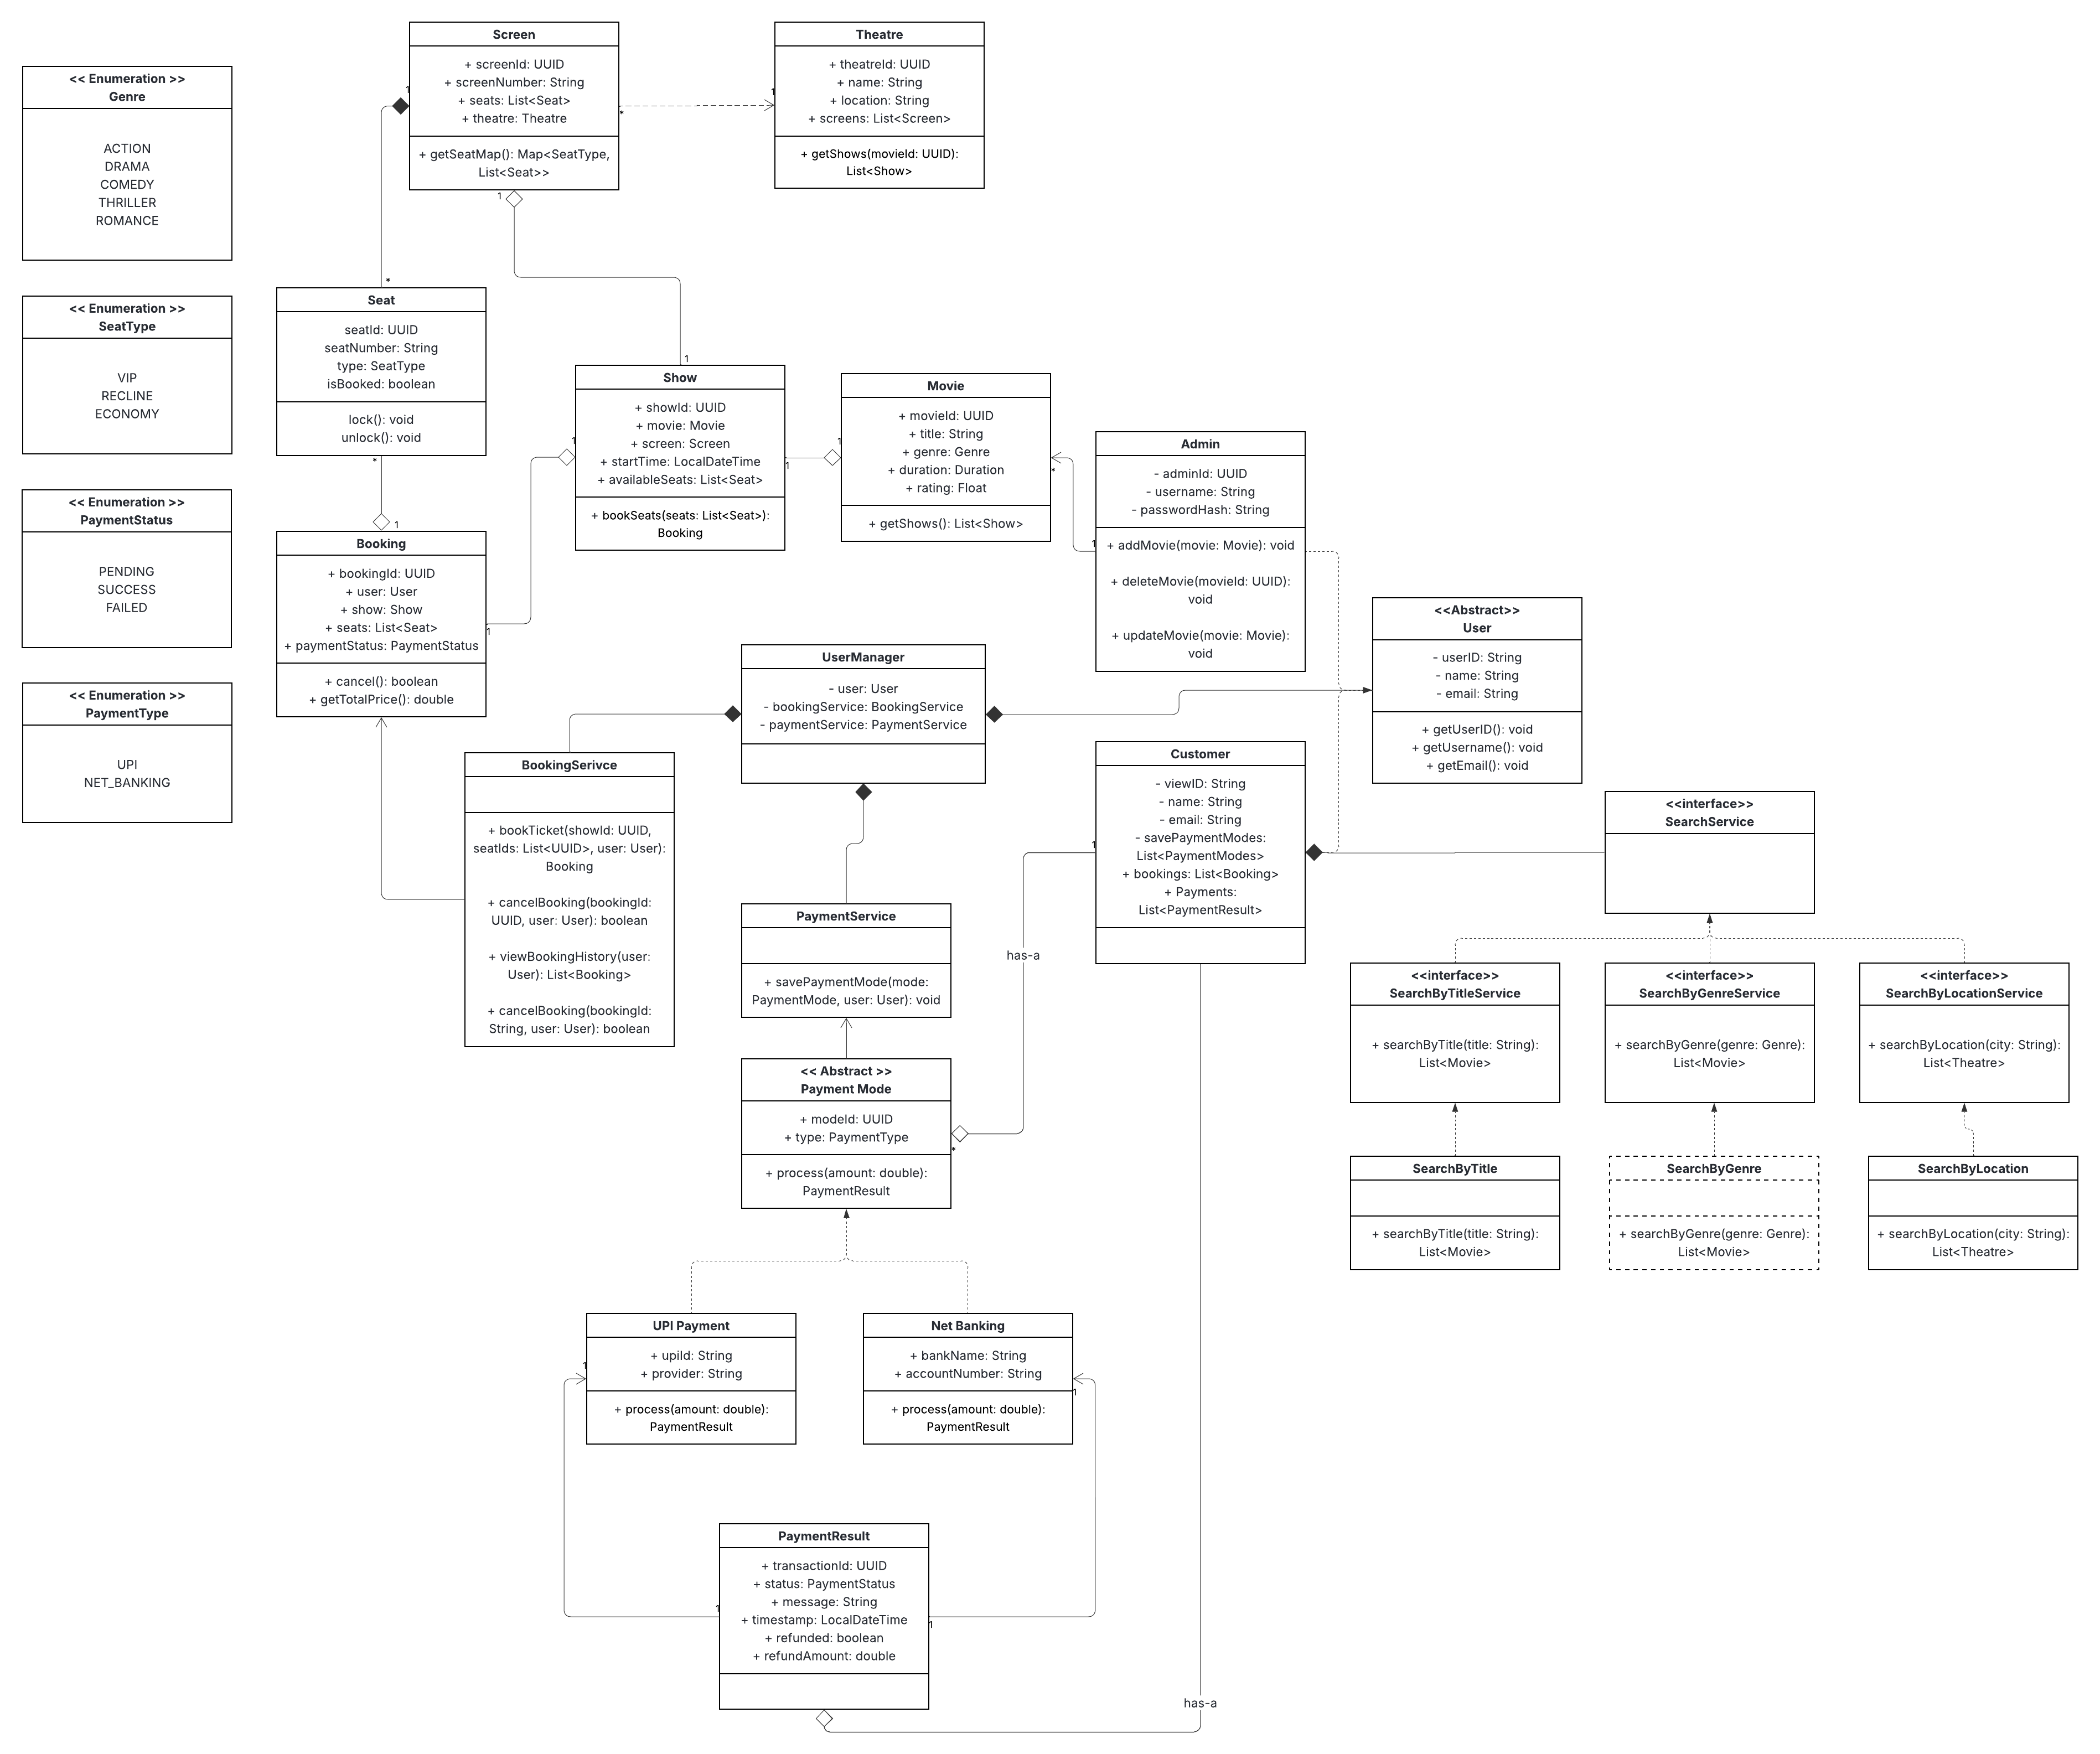 << Enumeration >>
Genre
ACTION
DRAMA
COMEDY
THRILLER
ROMANCE
<< Enumeration >>
SeatType
VIP
RECLINE
ECONOMY
<< Enumeration >>
PaymentStatus
PENDING
SUCCESS
FAILED
<< Enumeration >>
PaymentType
UPI
NET_BANKING
Screen
+ screenId: UUID
+ screenNumber: String
+ seats: List<Seat>
+ theatre: Theatre
+ getSeatMap(): Map<SeatType,
List<Seat>>
1
*
1
1
Theatre
+ theatreId: UUID
+ name: String
+ location: String
+ screens: List<Screen>
+ getShows(movieId: UUID):
List<Show>
*
Seat
seatId: UUID
seatNumber: String
type: SeatType
isBooked: boolean
lock(): void
unlock(): void
*
1
Show
+ showId: UUID
+ movie: Movie
+ screen: Screen
+ startTime: LocalDateTime
+ availableSeats: List<Seat>
+ bookSeats(seats: List<Seat>):
Booking
1
1
1
1
Movie
+ movieId: UUID
+ title: String
+ genre: Genre
+ duration: Duration
+ rating: Float
+ getShows(): List<Show>
*
1
Admin
- adminId: UUID
- username: String
- passwordHash: String
+ addMovie(movie: Movie): void
+ deleteMovie(movieId: UUID):
void
+ updateMovie(movie: Movie):
void
Booking
+ bookingId: UUID
+ user: User
+ show: Show
+ seats: List<Seat>
+ paymentStatus: PaymentStatus
+ cancel(): boolean
+ getTotalPrice(): double
1
<<Abstract>>
User
- userID: String
- name: String
- email: String
+ getUserID(): void
+ getUsername(): void
+ getEmail(): void
UserManager
- user: User
- bookingService: BookingService
- paymentService: PaymentService
BookingSerivce
+ bookTicket(showId: UUID,
seatIds: List<UUID>, user: User):
Booking
+ cancelBooking(bookingId:
UUID, user: User): boolean
+ viewBookingHistory(user:
User): List<Booking>
+ cancelBooking(bookingId:
String, user: User): boolean
Customer
- viewID: String
- name: String
- email: String
- savePaymentModes:
List<PaymentModes>
+ bookings: List<Booking>
+ Payments:
List<PaymentResult>
1
has-a
<<interface>>
SearchService
PaymentService
+ savePaymentMode(mode:
PaymentMode, user: User): void
<<interface>>
SearchByTitleService
+ searchByTitle(title: String):
List<Movie>
<<interface>>
SearchByGenreService
+ searchByGenre(genre: Genre):
List<Movie>
<<interface>>
SearchByLocationService
+ searchByLocation(city: String):
List<Theatre>
<< Abstract >>
Payment Mode
+ modeId: UUID
+ type: PaymentType
+ process(amount: double):
PaymentResult
*
SearchByTitle
+ searchByTitle(title: String):
List<Movie>
SearchByGenre
+ searchByGenre(genre: Genre):
List<Movie>
SearchByLocation
+ searchByLocation(city: String):
List<Theatre>
UPI Payment
+ upiId: String
+ provider: String
+ process(amount: double):
PaymentResult
1
Net Banking
+ bankName: String
+ accountNumber: String
+ process(amount: double):
PaymentResult
1
PaymentResult
+ transactionId: UUID
+ status: PaymentStatus
+ message: String
+ timestamp: LocalDateTime
+ refunded: boolean
+ refundAmount: double
1
1
has-a